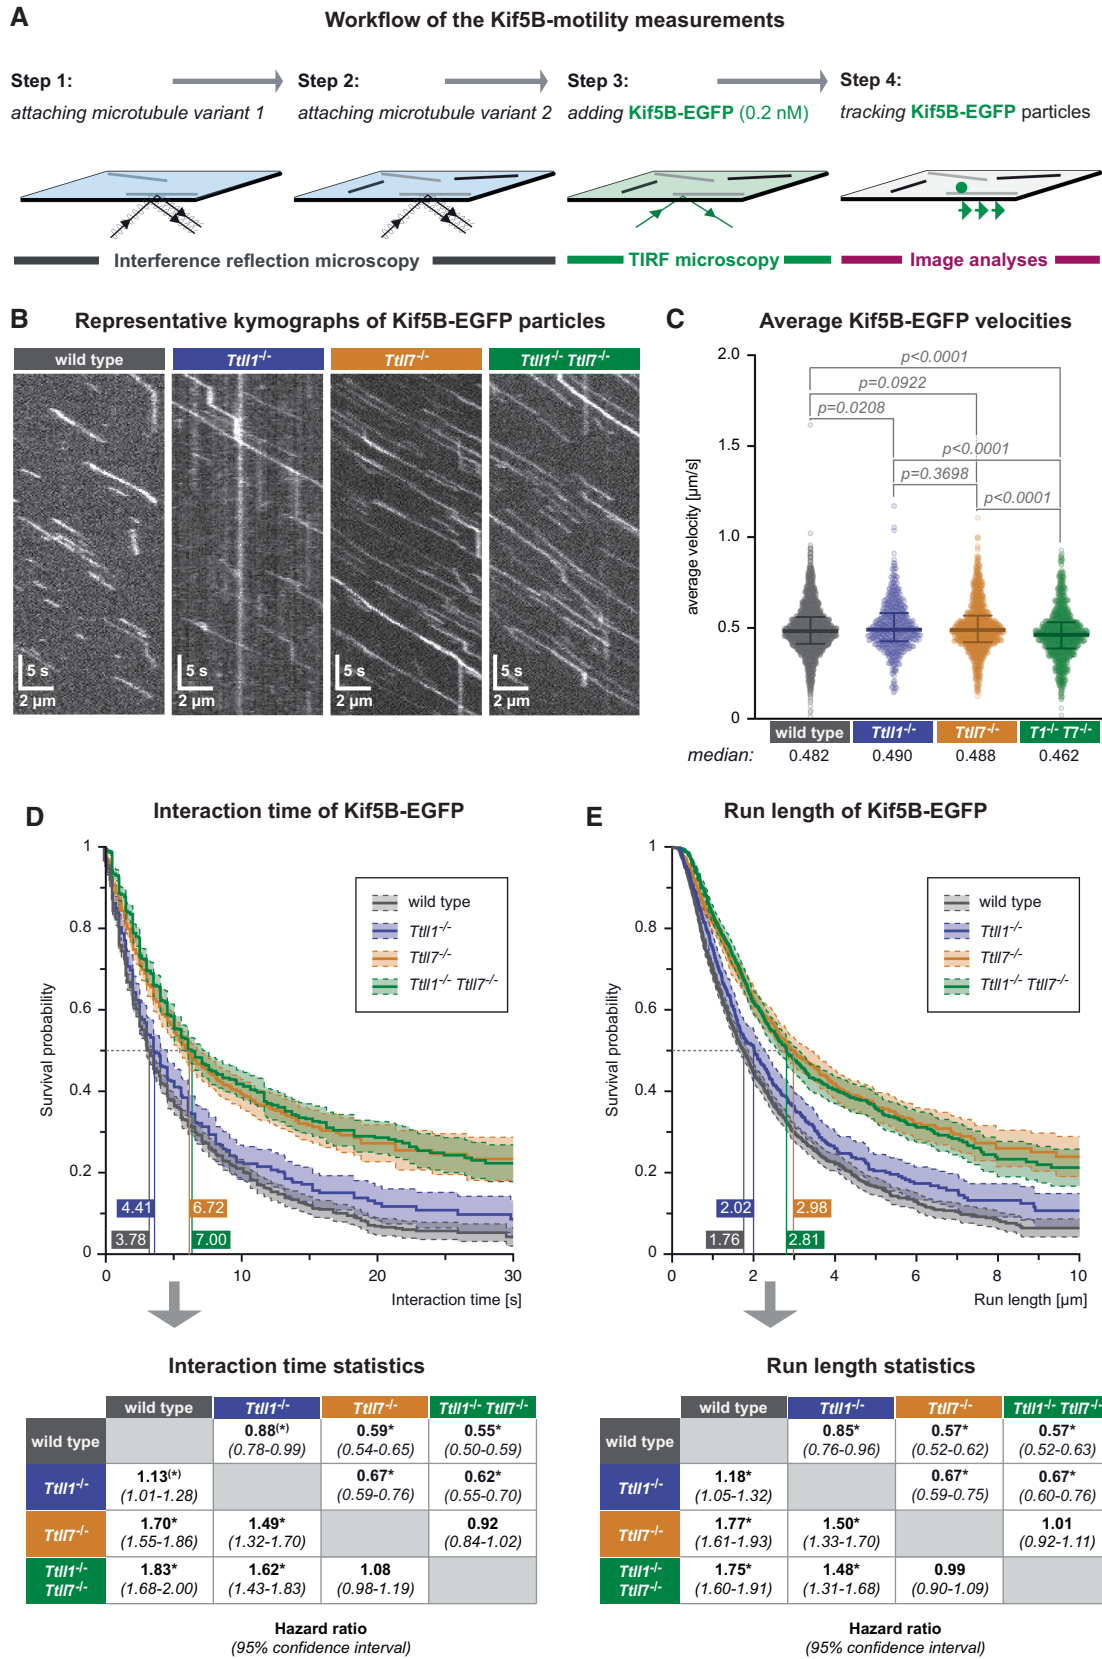 A
Workflow of the Kif5B-motility measurements
Step 1:
attaching microtubule variant 1
Step 2:
attaching microtubule variant 2
Step 3:
adding Kif5B-EGFP (0.2 nM)
Step 4:
tracking Kif5B-EGFP particles
Interference reflection microscopy
TIRF microscopy
Image analyses
B
Representative kymographs of Kif5B-EGFP particles
wild type
Ttll1-/-
Ttll7-/-
Ttll1-/- Ttll7-/-
5 s
2 µm
5 s
2 µm
5 s
2 µm
5 s
2 µm
C
Average Kif5B-EGFP velocities
average velocity [µm/s]
2.0
1.5
1.0
0.5
0
p<0.0001
p=0.0922
p=0.0208
p<0.0001
p=0.3698
p<0.0001
wild type
Ttll1-/-
Ttll7-/-
T1-/- T7-/-
median: 0.482 0.490 0.488 0.462
D
Interaction time of Kif5B-EGFP
Survival probability
1
0.8
0.6
0.4
0.2
0
wild type
Ttll1-/-
Ttll7-/-
Ttll1-/- Ttll7-/-
4.41
3.78
6.72
7.00
0 10 20 30
Interaction time [s]
Interaction time statistics
wild type Ttll1-/- Ttll7-/- Ttll1-/- Ttll7-/-
wild type 0.88(*) 0.59* 0.55*
(0.78-0.99) (0.54-0.65) (0.50-0.59)
Ttll1-/- 1.13(*) 0.67* 0.62*
(1.01-1.28) (0.59-0.76) (0.55-0.70)
Ttll7-/- 1.70* 1.49* 0.92
(1.55-1.86) (1.32-1.70) (0.84-1.02)
Ttll1-/- 1.83* 1.62* 1.08
Ttll7-/- (1.68-2.00) (1.43-1.83) (0.98-1.19)
Hazard ratio
(95% confidence interval)
E
Run length of Kif5B-EGFP
Survival probability
1
0.8
0.6
0.4
0.2
0
wild type
Ttll1-/-
Ttll7-/-
Ttll1-/- Ttll7-/-
2.02
1.76
2.98
2.81
0 2 4 6 8 10
Run length [µm]
Run length statistics
wild type Ttll1-/- Ttll7-/- Ttll1-/- Ttll7-/-
wild type 0.85* 0.57* 0.57*
(0.76-0.96) (0.52-0.62) (0.52-0.63)
Ttll1-/- 1.18* 0.67* 0.67*
(1.05-1.32) (0.59-0.75) (0.60-0.76)
Ttll7-/- 1.77* 1.50* 1.01
(1.61-1.93) (1.33-1.70) (0.92-1.11)
Ttll1-/- 1.75* 1.48* 0.99
Ttll7-/- (1.60-1.91) (1.31-1.68) (0.90-1.09)
Hazard ratio
(95% confidence interval)